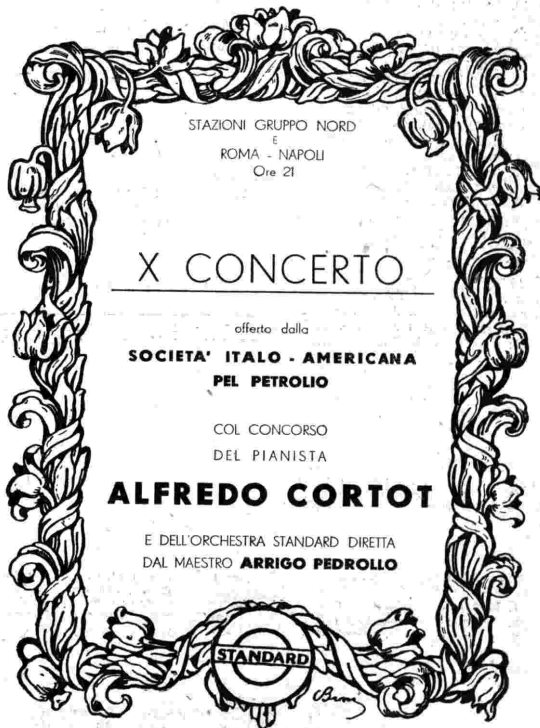 STAZIONI GRUPPO NORD
E
ROMA - NAPOLI
Ore 21
X CONCERTO
offerto dalla
SOCIETA' ITALO - AMERICANA
PEL PETROLIO
COL CONCORSO
DEL PIANISTA
ALFREDO CORTOT
E DELL'ORCHESTRA STANDARD DIRETTA
DAL MAESTRO ARRIGO PEDROLLO
STANDARD